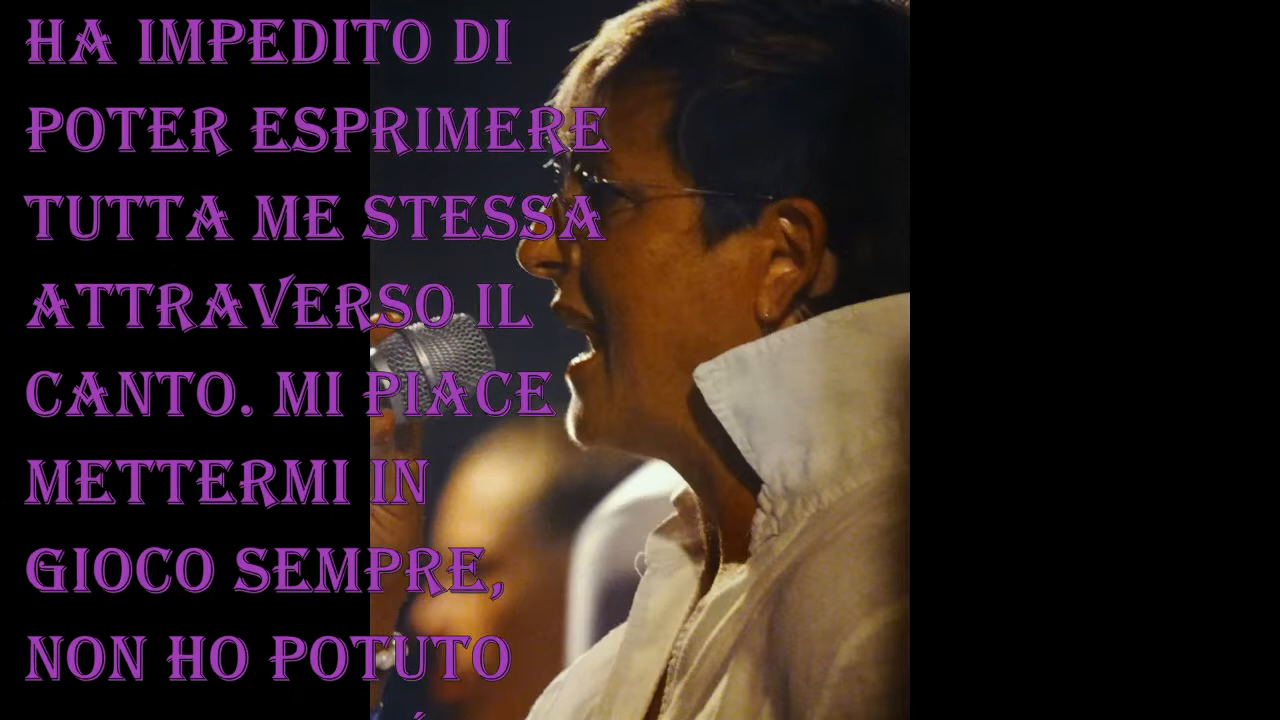 HA IMPEDITO DI
POTER ESPRIMERE
TUTTA ME STESSA
ATTRAVERSO IL
CANTO. MI PIACE
METTERMI IN
GIOCO SEMPRE,
NON HO POTUTO